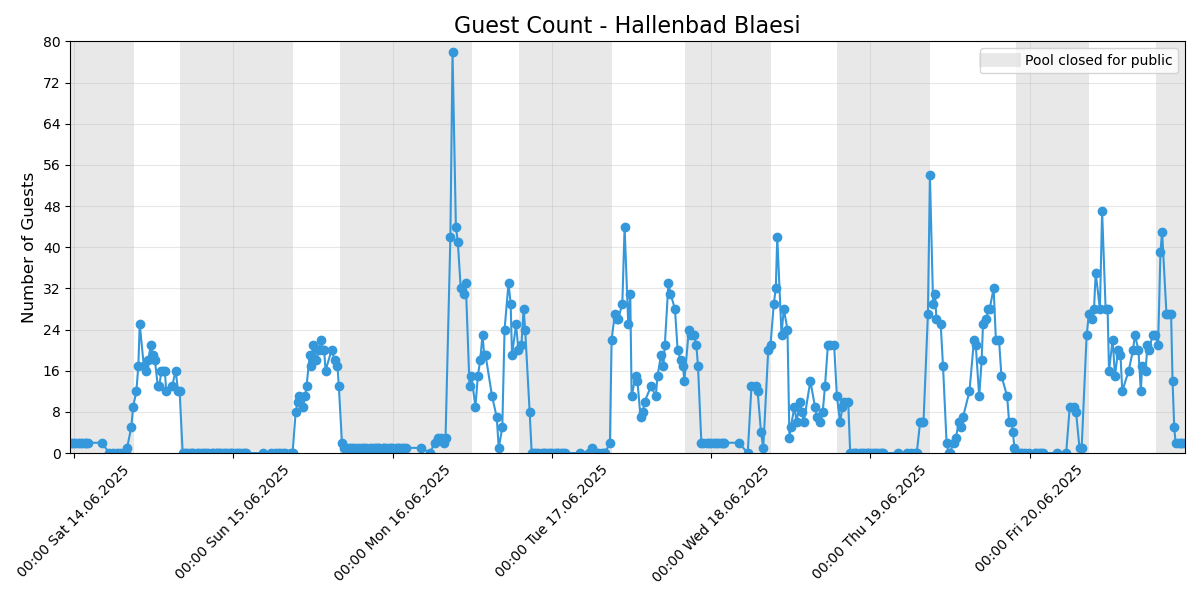 Guest Count - Hallenbad Blaesi
Pool closed for public
Number of Guests
80
72
64
56
48
40
32
24
16
8
0
00:00 Sat 14.06.2025
00:00 Sun 15.06.2025
00:00 Mon 16.06.2025
00:00 Tue 17.06.2025
00:00 Wed 18.06.2025
00:00 Thu 19.06.2025
00:00 Fri 20.06.2025